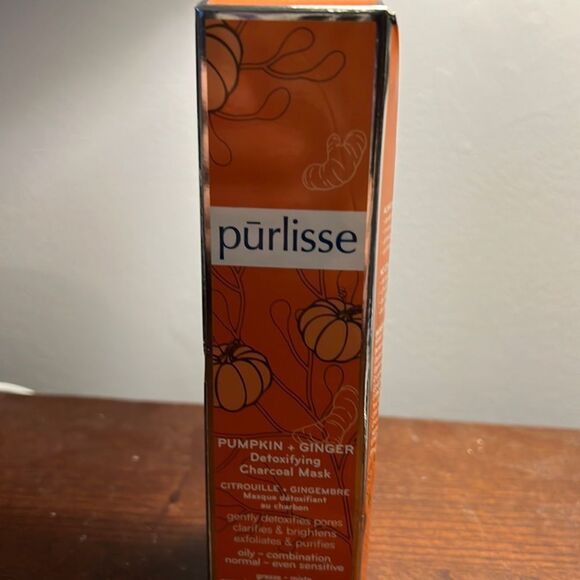 pūrlisse
PUMPKIN + GINGER
Detoxifying
Charcoal Mask
CITROUILLE + GINGEMBRE
Masque détoxifiant
au charbon
gently detoxifies pores
clarifies & brightens
exfoliates & purifies
oily – combination
normal – even sensitive